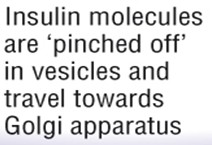 Insulin molecules
are ‘pinched off’
in vesicles and
travel towards
Golgi apparatus